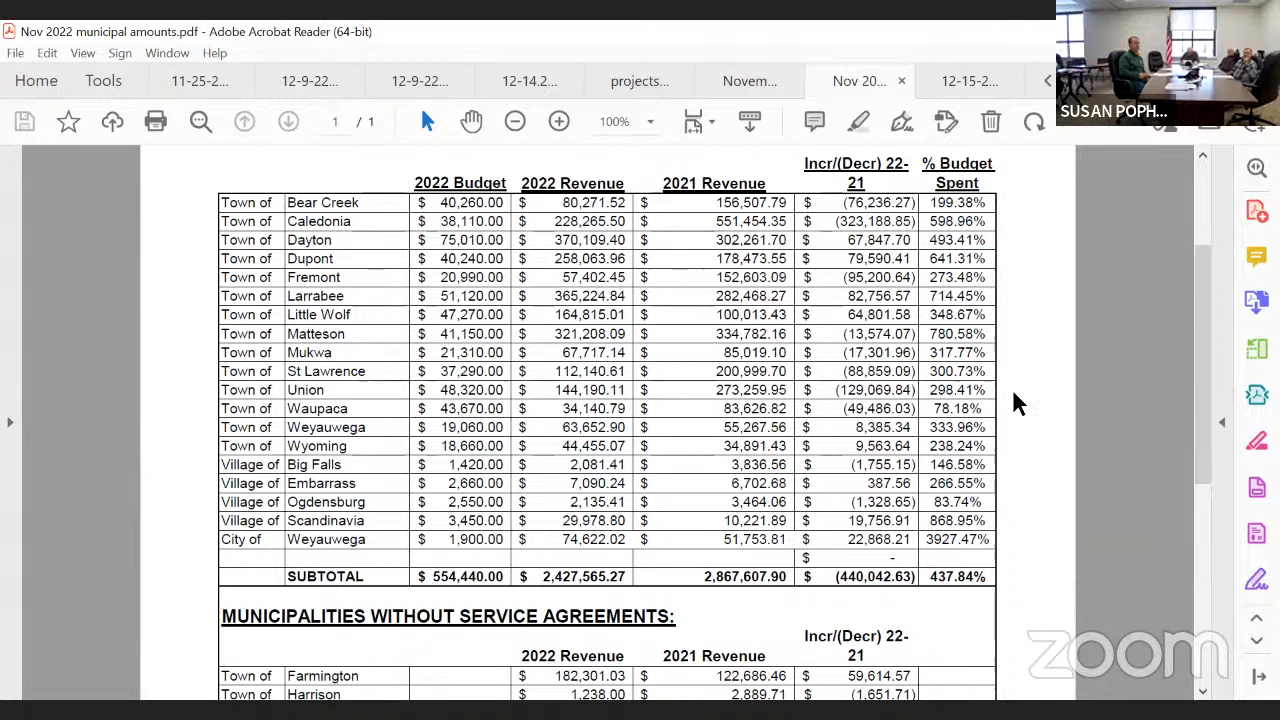 Nov 2022 municipal amounts.pdf - Adobe Acrobat Reader (64-bit)
File Edit View Window Help
Home Tools 11-25-2... 12-9-22... 12-9-22... 12-14.2... projects... Novem... Nov 20... × 12-15-2...
1 / 1 100%
SUSAN POPH...
Incr/(Decr) 22- % Budget
2022 Budget 2022 Revenue 2021 Revenue 21 Spent
Town of Bear Creek $ 40,260.00 $ 80,271.52 $ 156,507.79 $ (76,236.27) 199.38%
Town of Caledonia $ 38,110.00 $ 228,265.50 $ 551,454.35 $ (323,188.85) 598.96%
Town of Dayton $ 75,010.00 $ 370,109.40 $ 302,261.70 $ 67,847.70 493.41%
Town of Dupont $ 40,240.00 $ 258,063.96 $ 178,473.55 $ 79,590.41 641.31%
Town of Fremont $ 20,990.00 $ 57,402.45 $ 152,603.09 $ (95,200.64) 273.48%
Town of Larrabee $ 51,120.00 $ 365,224.84 $ 282,468.27 $ 82,756.57 714.45%
Town of Little Wolf $ 47,270.00 $ 164,815.01 $ 100,013.43 $ 64,801.58 348.67%
Town of Matteson $ 41,150.00 $ 321,208.09 $ 334,782.16 $ (13,574.07) 780.58%
Town of Mukwa $ 21,310.00 $ 67,717.14 $ 85,019.10 $ (17,301.96) 317.77%
Town of St Lawrence $ 37,290.00 $ 112,140.61 $ 200,999.70 $ (88,859.09) 300.73%
Town of Union $ 48,320.00 $ 144,190.11 $ 273,259.95 $ (129,069.84) 298.41%
Town of Waupaca $ 43,670.00 $ 34,140.79 $ 83,626.82 $ (49,486.03) 78.18%
Town of Weyauwega $ 19,060.00 $ 63,652.90 $ 55,267.56 $ 8,385.34 333.96%
Town of Wyoming $ 18,660.00 $ 44,455.07 $ 34,891.43 $ 9,563.64 238.24%
Village of Big Falls $ 1,420.00 $ 2,081.41 $ 3,836.56 $ (1,755.15) 146.58%
Village of Embarrass $ 2,660.00 $ 7,090.24 $ 6,702.68 $ 387.56 266.55%
Village of Ogdensburg $ 2,550.00 $ 2,135.41 $ 3,464.06 $ (1,328.65) 83.74%
Village of Scandinavia $ 3,450.00 $ 29,978.80 $ 10,221.89 $ 19,756.91 868.95%
City of Weyauwega $ 1,900.00 $ 74,622.02 $ 51,753.81 $ 22,868.21 3927.47%
$ -
SUBTOTAL $ 554,440.00 $ 2,427,565.27 2,867,607.90 $ (440,042.63) 437.84%
MUNICIPALITIES WITHOUT SERVICE AGREEMENTS:
Incr/(Decr) 22-
2022 Revenue 2021 Revenue 21
Town of Farmington $ 182,301.03 $ 122,686.46 $ 59,614.57
Town of Harrison $ 1,238.00 $ 2,889.71 $ (1,651.71)
zoom